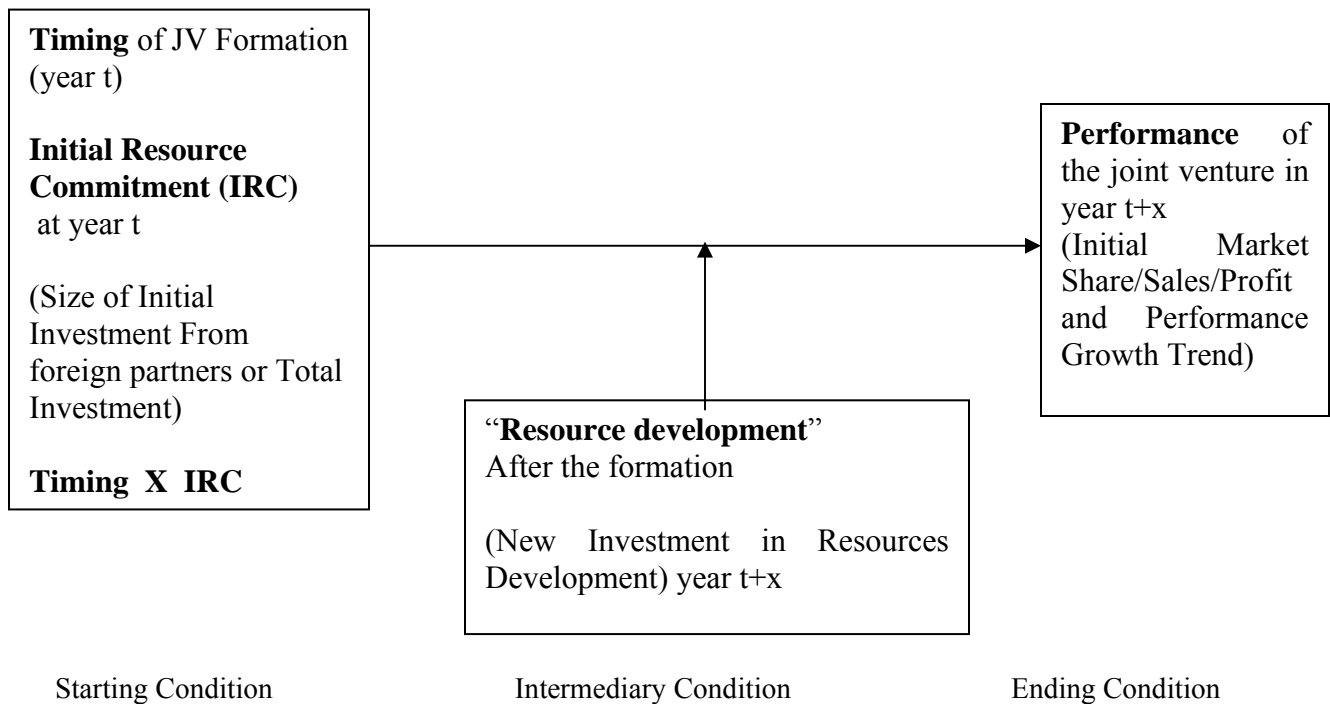 Timing of JV Formation
(year t)
Initial Resource
Commitment (IRC)
at year t
(Size of Initial
Investment From
foreign partners or Total
Investment)
Timing X IRC
“Resource development”
After the formation
(New Investment in Resources
Development) year t+x
Performance of
the joint venture in
year t+x
(Initial Market
Share/Sales/Profit
and Performance
Growth Trend)
Starting Condition
Intermediary Condition
Ending Condition